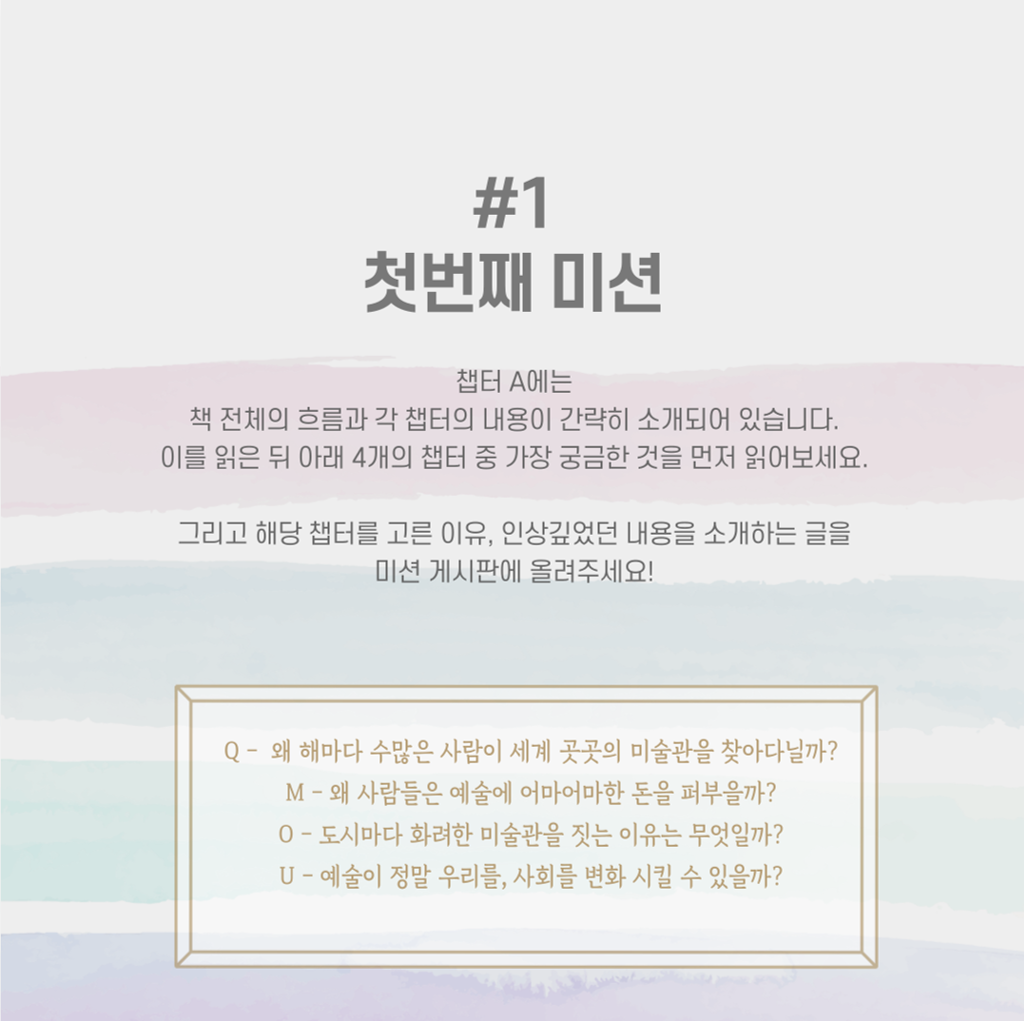 #1
첫번째 미션
챕터 A에는
책 전체의 흐름과 각 챕터의 내용이 간략히 소개되어 있습니다.
이를 읽은 뒤 아래 4개의 챕터 중 가장 궁금한 것을 먼저 읽어보세요.
그리고 해당 챕터를 고른 이유, 인상깊었던 내용을 소개하는 글을
미션 게시판에 올려주세요!
Q - 왜 해마다 수많은 사람이 세계 곳곳의 미술관을 찾아다닐까?
M - 왜 사람들은 예술에 어마어마한 돈을 퍼부을까?
O - 도시마다 화려한 미술관을 짓는 이유는 무엇일까?
U - 예술이 정말 우리를, 사회를 변화 시킬 수 있을까?